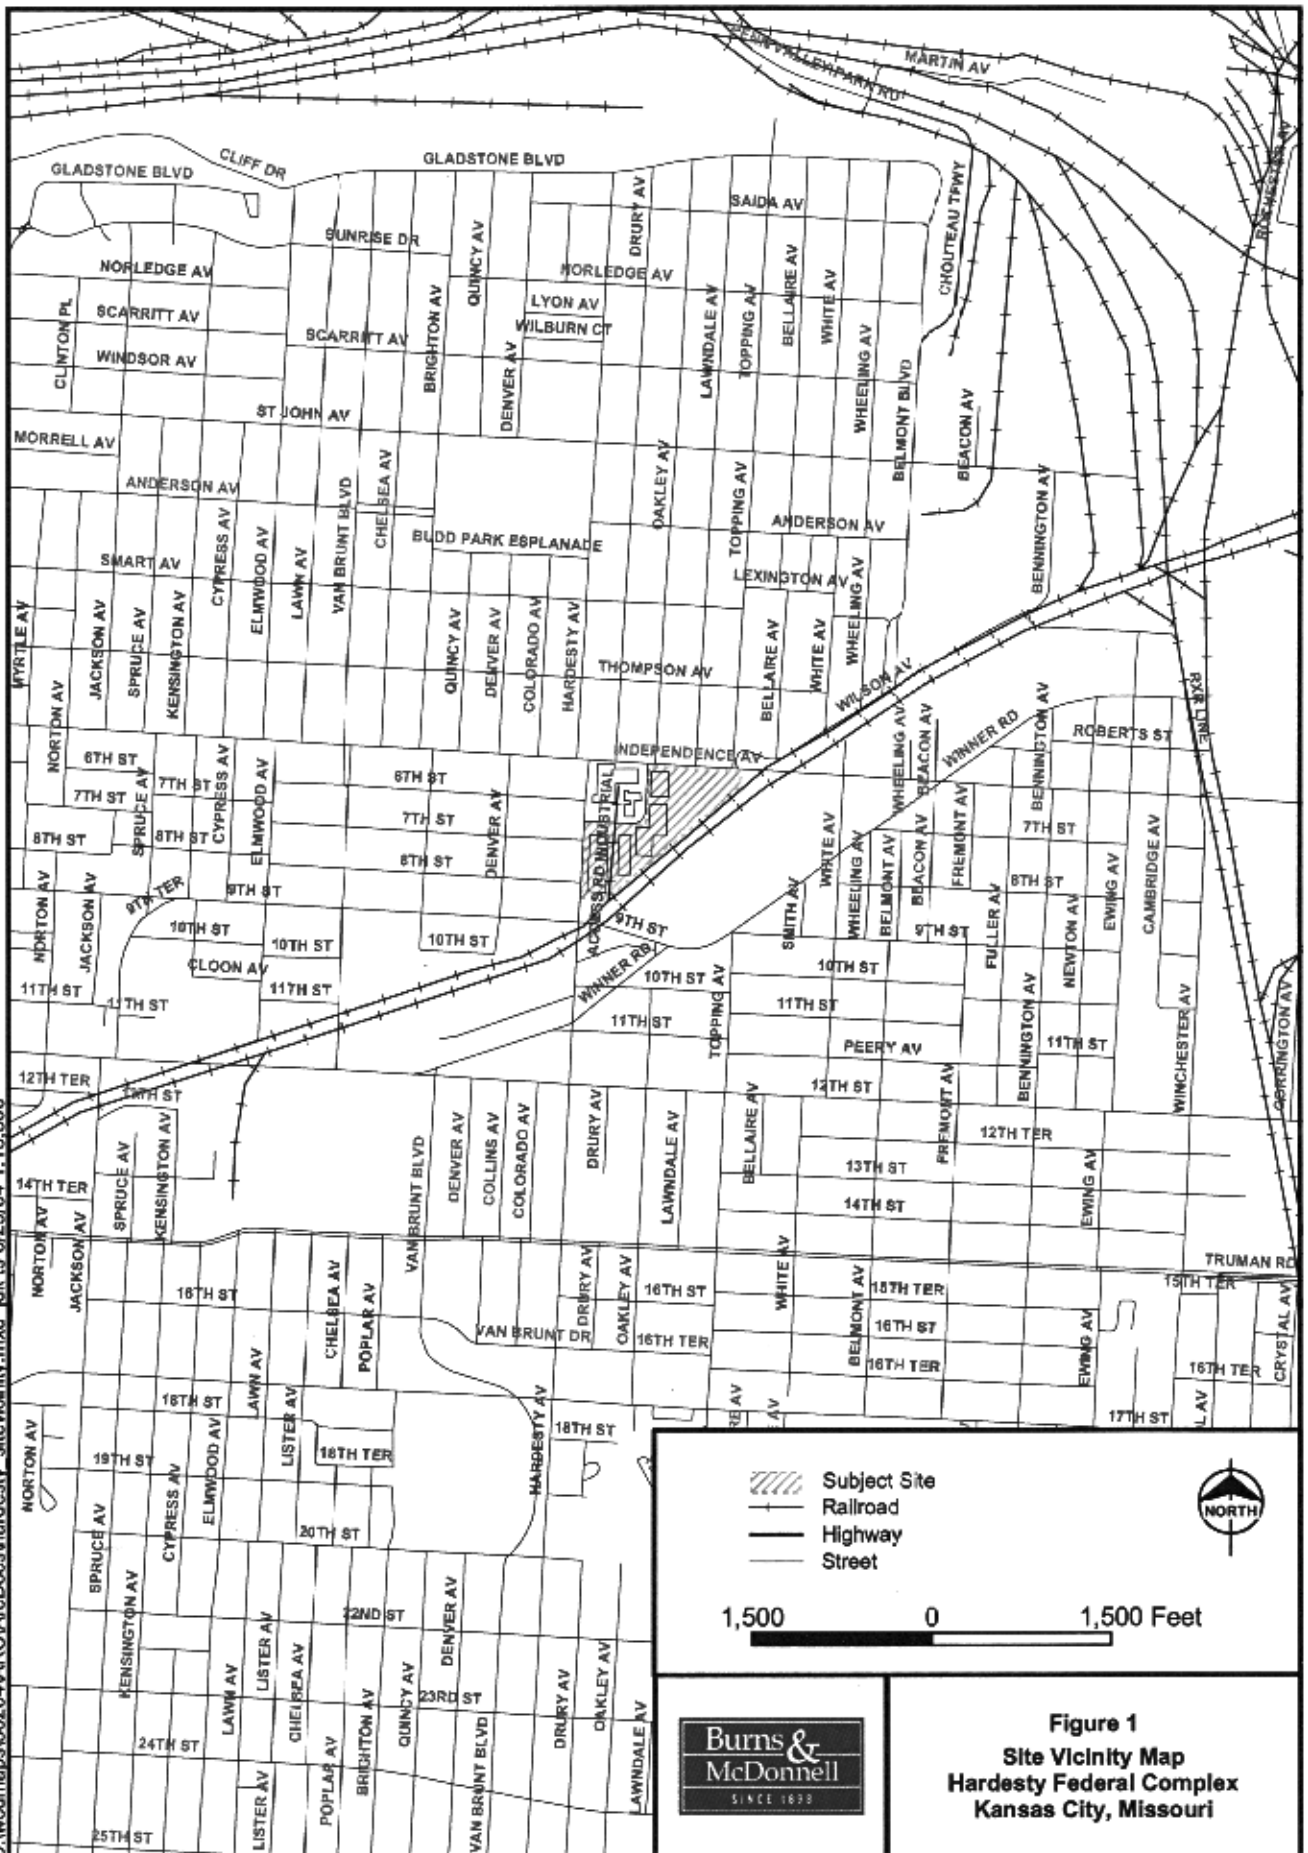 PENN VALLEY PARK RD
MARTIN AV
ROCHESTER AV
GLADSTONE BLVD
CLIFF DR
GLADSTONE BLVD
CHOUTEAU TFWY
DRURY AV
SAIDA AV
SUNRISE DR
QUINCY AV
NORLEDGE AV
NORLEDGE AV
BELLAIRE AV
WHITE AV
CLINTON PL
SCARRITT AV
SCARRITT AV
BRIGHTON AV
LYON AV
WILBURN CT
LAWNDALE AV
TOPPING AV
WINDSOR AV
DENVER AV
WHEELING AV
BELMONT BLVD
BEACON AV
ST JOHN AV
MORRELL AV
ANDERSON AV
CHELSEA AV
OAKLEY AV
TOPPING AV
BENNINGTON AV
CYPRESS AV
ELMWOOD AV
LAWN AV
VAN BRUNT BLVD
BUDD PARK ESPLANADE
ANDERSON AV
SMART AV
LEXINGTON AV
WHEELING AV
MYRTLE AV
JACKSON AV
SPRUCE AV
KENSINGTON AV
QUINCY AV
DENVER AV
COLORADO AV
HARDESTY AV
THOMPSON AV
BELLAIRE AV
WHITE AV
WILSON AV
RXR LINE
NORTON AV
INDEPENDENCE AV
WHEELING AV
BEACON AV
WINNER RD
BENNINGTON AV
ROBERTS ST
6TH ST
7TH ST
CYPRESS AV
ELMWOOD AV
6TH ST
7TH ST
SPRUCE AV
7TH ST
DENVER AV
ACCESS RD INDUSTRIAL
8TH ST
8TH ST
8TH ST
WHITE AV
WHEELING AV
BELMONT AV
BEACON AV
FREMONT AV
7TH ST
8TH ST
EWING AV
CAMBRIDGE AV
NORTON AV
JACKSON AV
9TH TER
9TH ST
9TH ST
SMITH AV
9TH ST
FULLER AV
NEWTON AV
10TH ST
10TH ST
10TH ST
CLOON AV
WINNER RD
10TH ST
TOPPING AV
10TH ST
11TH ST
11TH ST
117H ST
11TH ST
11TH ST
PEERY AV
BENNINGTON AV
11TH ST
WINCHESTER AV
CORRINGTON AV
12TH TER
12TH ST
12TH ST
FREMONT AV
12TH TER
SPRUCE AV
KENSINGTON AV
VAN BRUNT BLVD
DENVER AV
COLLINS AV
COLORADO AV
DRURY AV
LAWNDALE AV
BELLAIRE AV
13TH ST
14TH ST
EWING AV
14TH TER
NORTON AV
JACKSON AV
16TH ST
CHELSEA AV
POPLAR AV
DRURY AV
OAKLEY AV
16TH ST
WHITE AV
BELMONT AV
15TH TER
TRUMAN RD
15TH TER
VAN BRUNT DR
16TH TER
16TH ST
16TH TER
EWING AV
16TH TER
CRYSTAL AV
LAWN AV
LISTER AV
18TH ST
18TH TER
HARDESTY AV
18TH ST
17TH ST
NORTON AV
19TH ST
CYPRESS AV
ELMWOOD AV
20TH ST
SPRUCE AV
KENSINGTON AV
22ND ST
DENVER AV
LISTER AV
CHELSEA AV
LAWN AV
BRIGHTON AV
QUINCY AV
23RD ST
VAN BRUNT BLVD
DRURY AV
OAKLEY AV
LAWNDALE AV
24TH ST
LISTER AV
POPLAR AV
25TH ST
Subject Site
Railroad
Highway
Street
NORTH
1,500 0 1,500 Feet
Burns &
McDonnell
SINCE 1898
Figure 1
Site Vicinity Map
Hardesty Federal Complex
Kansas City, Missouri